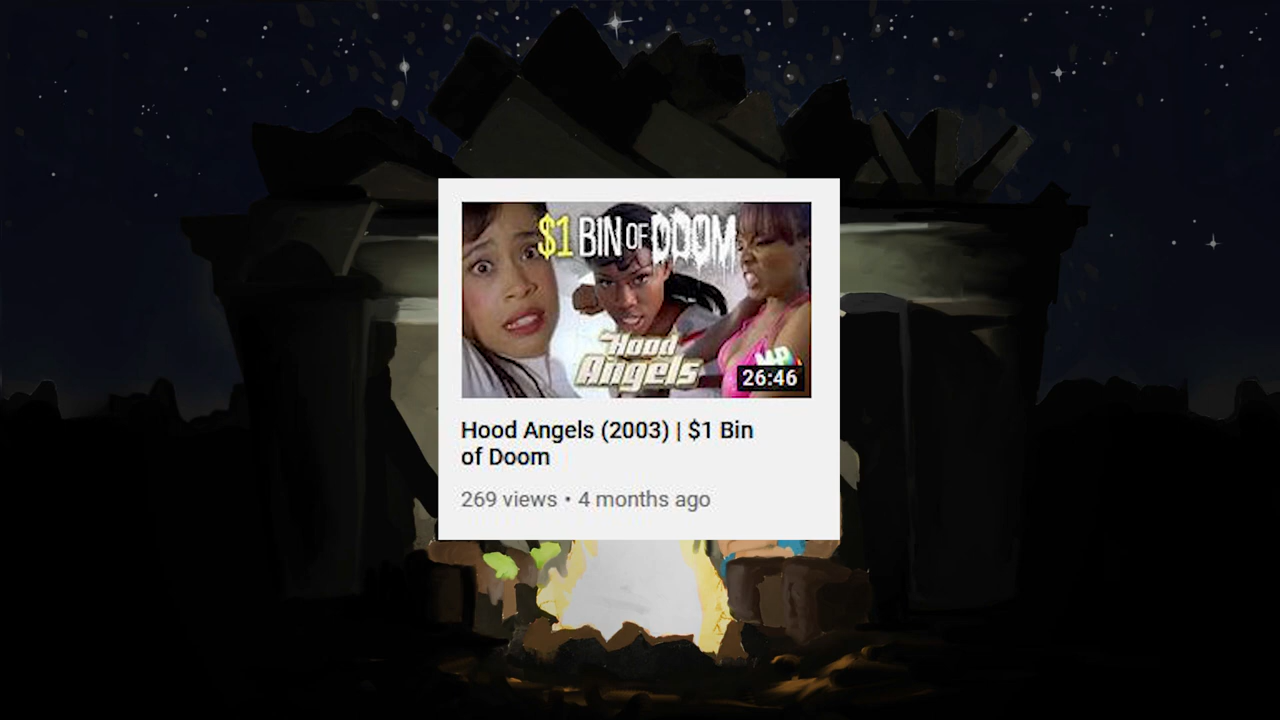 $1 BIN OF DOOM
Hood
Angels
MP
26:46
Hood Angels (2003) | $1 Bin
of Doom
269 views • 4 months ago